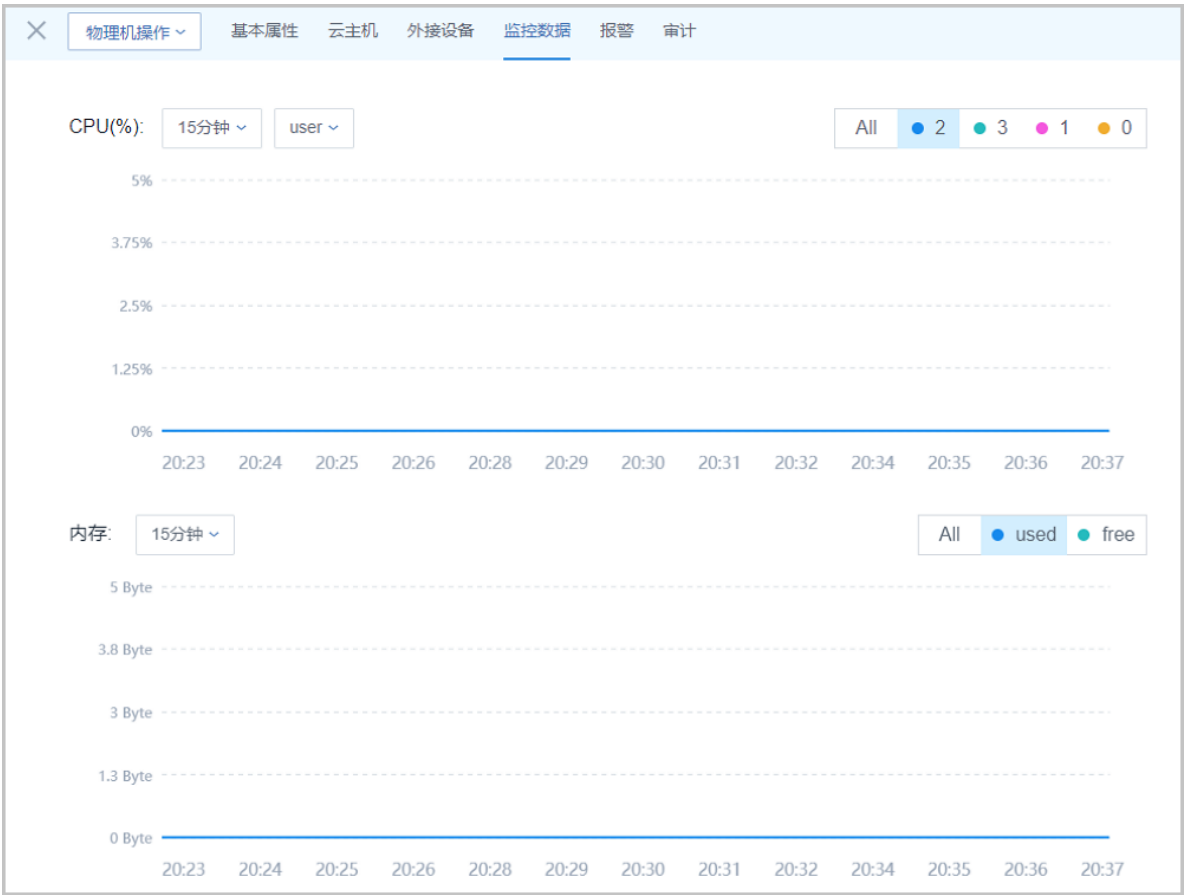 物理机操作 基本属性 云主机 外接设备 监控数据 报警 审计
CPU(%): 15分钟 user All 2 3 1 0
5%
3.75%
2.5%
1.25%
0%
20:23 20:24 20:25 20:26 20:28 20:29 20:30 20:31 20:32 20:34 20:35 20:36 20:37
内存: 15分钟 All used free
5 Byte
3.8 Byte
3 Byte
1.3 Byte
0 Byte
20:23 20:24 20:25 20:26 20:28 20:29 20:30 20:31 20:32 20:34 20:35 20:36 20:37